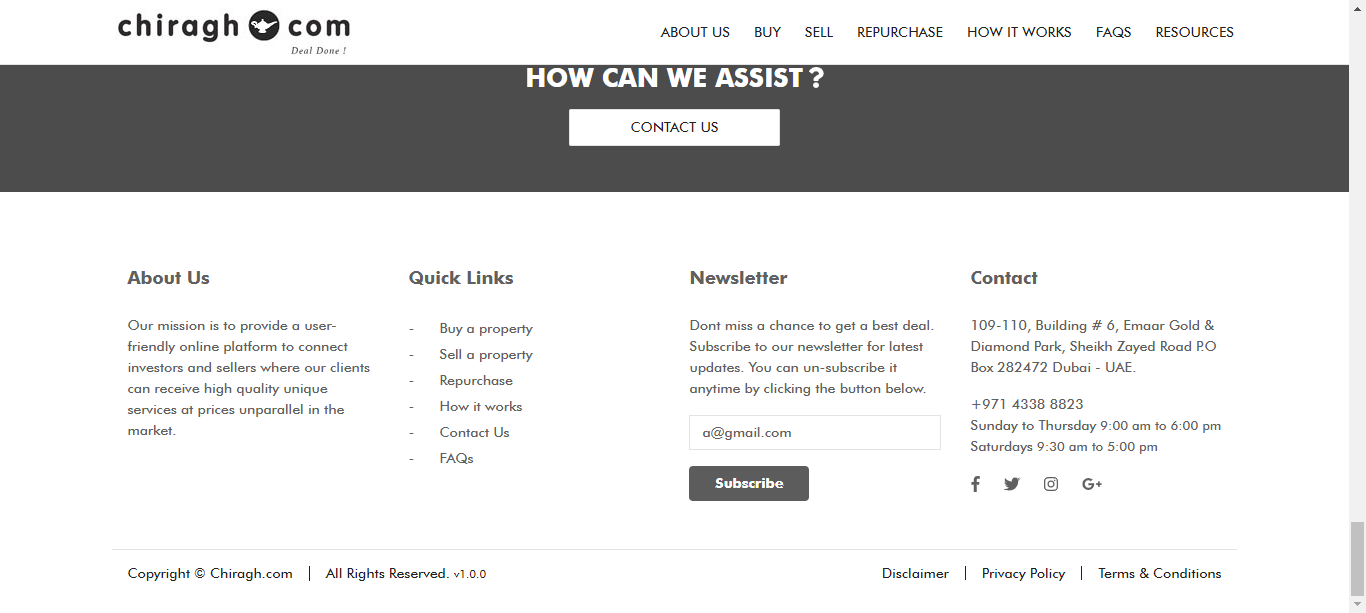 chiragh com
Deal Done !
ABOUT US BUY SELL REPURCHASE HOW IT WORKS FAQS RESOURCES
HOW CAN WE ASSIST ?
CONTACT US
About Us
Our mission is to provide a user-
friendly online platform to connect
investors and sellers where our clients
can receive high quality unique
services at prices unparallel in the
market.
Quick Links
- Buy a property
- Sell a property
- Repurchase
- How it works
- Contact Us
- FAQs
Newsletter
Dont miss a chance to get a best deal.
Subscribe to our newsletter for latest
updates. You can un-subscribe it
anytime by clicking the button below.
a@gmail.com
Subscribe
Contact
109-110, Building # 6, Emaar Gold &
Diamond Park, Sheikh Zayed Road P.O
Box 282472 Dubai - UAE.
+971 4338 8823
Sunday to Thursday 9:00 am to 6:00 pm
Saturdays 9:30 am to 5:00 pm
Copyright © Chiragh.com | All Rights Reserved. v1.0.0
Disclaimer | Privacy Policy | Terms & Conditions